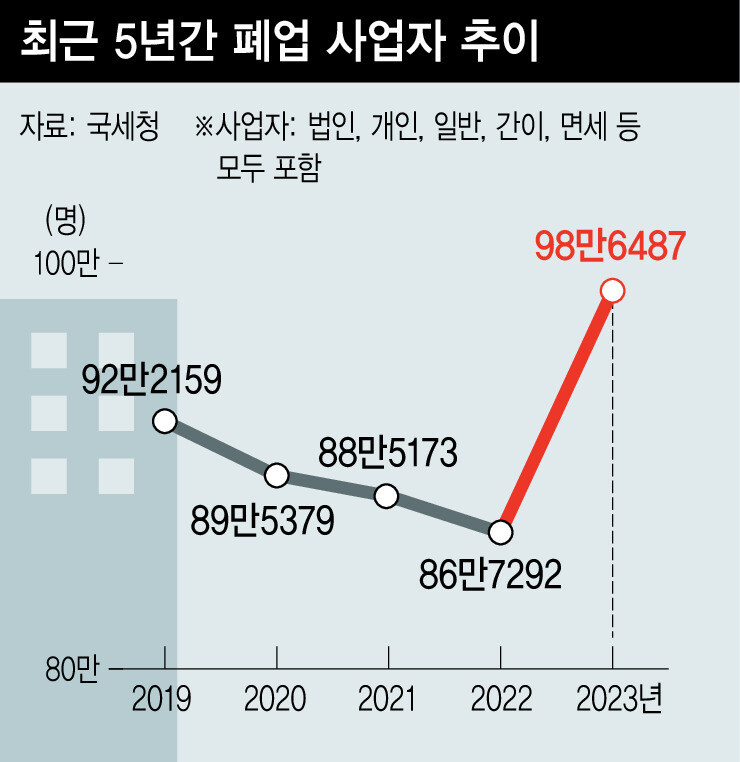 최근 5년간 폐업 사업자 추이
자료: 국세청 ※사업자: 법인, 개인, 일반, 간이, 면세 등
모두 포함
(명)
100만
98만6487
92만2159
88만5173
89만5379
86만7292
80만
2019 2020 2021 2022 2023년